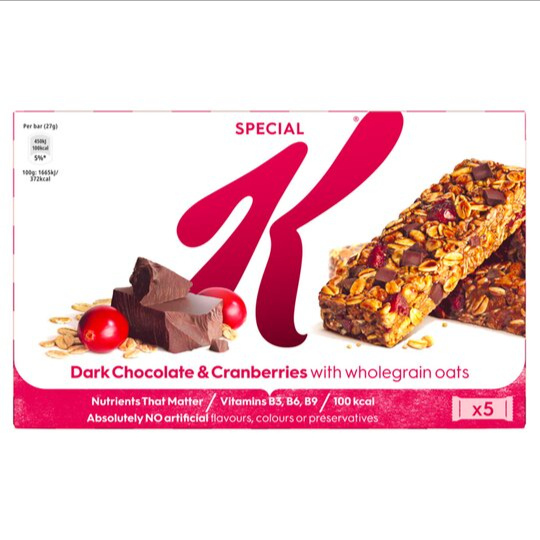 Per bar (27g)
450kJ
100kcal
5%*
100g: 1665kJ/
372kcal
SPECIAL
K®
Dark Chocolate & Cranberries with wholegrain oats
Nutrients That Matter / Vitamins B3, B6, B9 / 100 kcal
Absolutely NO artificial flavours, colours or preservatives
x5